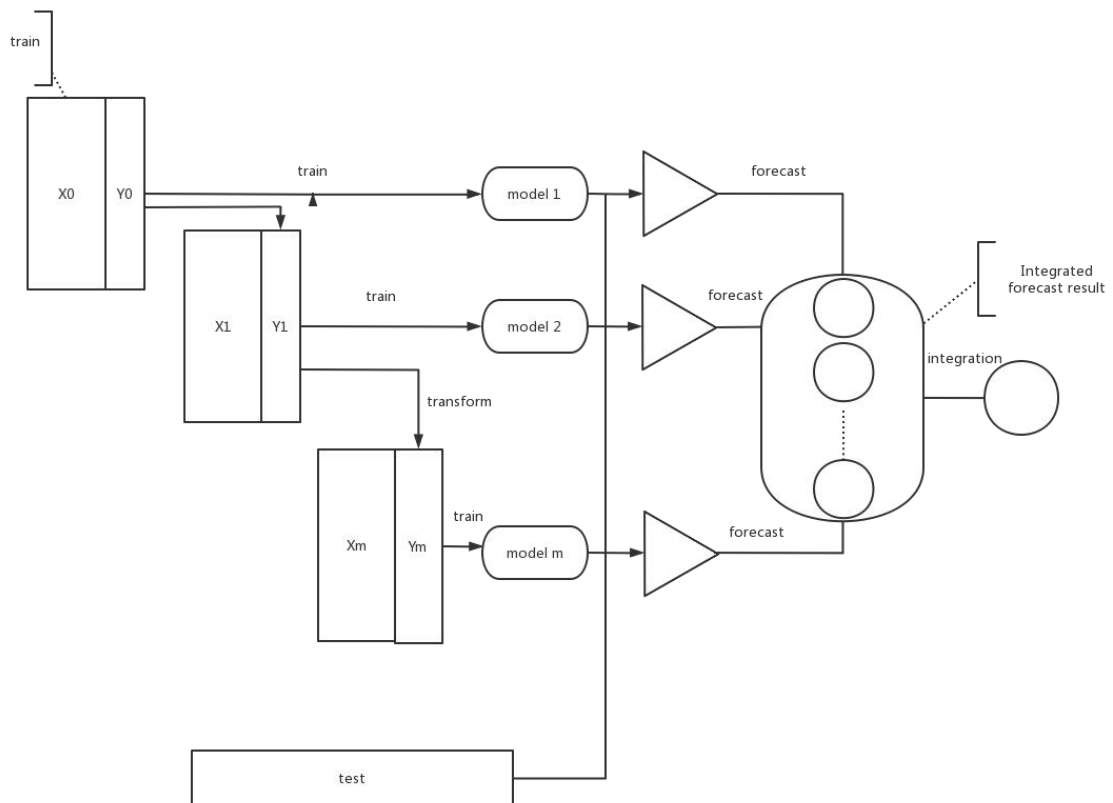 train
train
forecast
X0
Y0
model 1
Integrated
forecast result
train
forecast
X1
Y1
model 2
integration
transform
train
forecast
Xm
Ym
model m
test